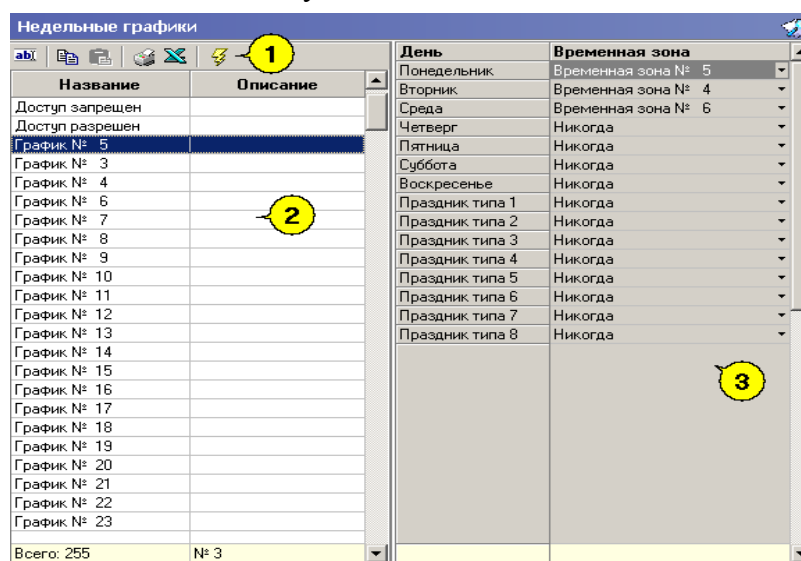 Недельные графики
1
Название Описание
Доступ запрещен
Доступ разрешен
График № 5
График № 3
График № 4
График № 6
График № 7
График № 8
График № 9
График № 10
График № 11
График № 12
График № 13
График № 14
График № 15
График № 16
График № 17
График № 18
График № 19
График № 20
График № 21
График № 22
График № 23
Всего: 255 № 3
2
День Временная зона
Понедельник Временная зона № 5
Вторник Временная зона № 4
Среда Временная зона № 6
Четверг Никогда
Пятница Никогда
Суббота Никогда
Воскресенье Никогда
Праздник типа 1 Никогда
Праздник типа 2 Никогда
Праздник типа 3 Никогда
Праздник типа 4 Никогда
Праздник типа 5 Никогда
Праздник типа 6 Никогда
Праздник типа 7 Никогда
Праздник типа 8 Никогда
3